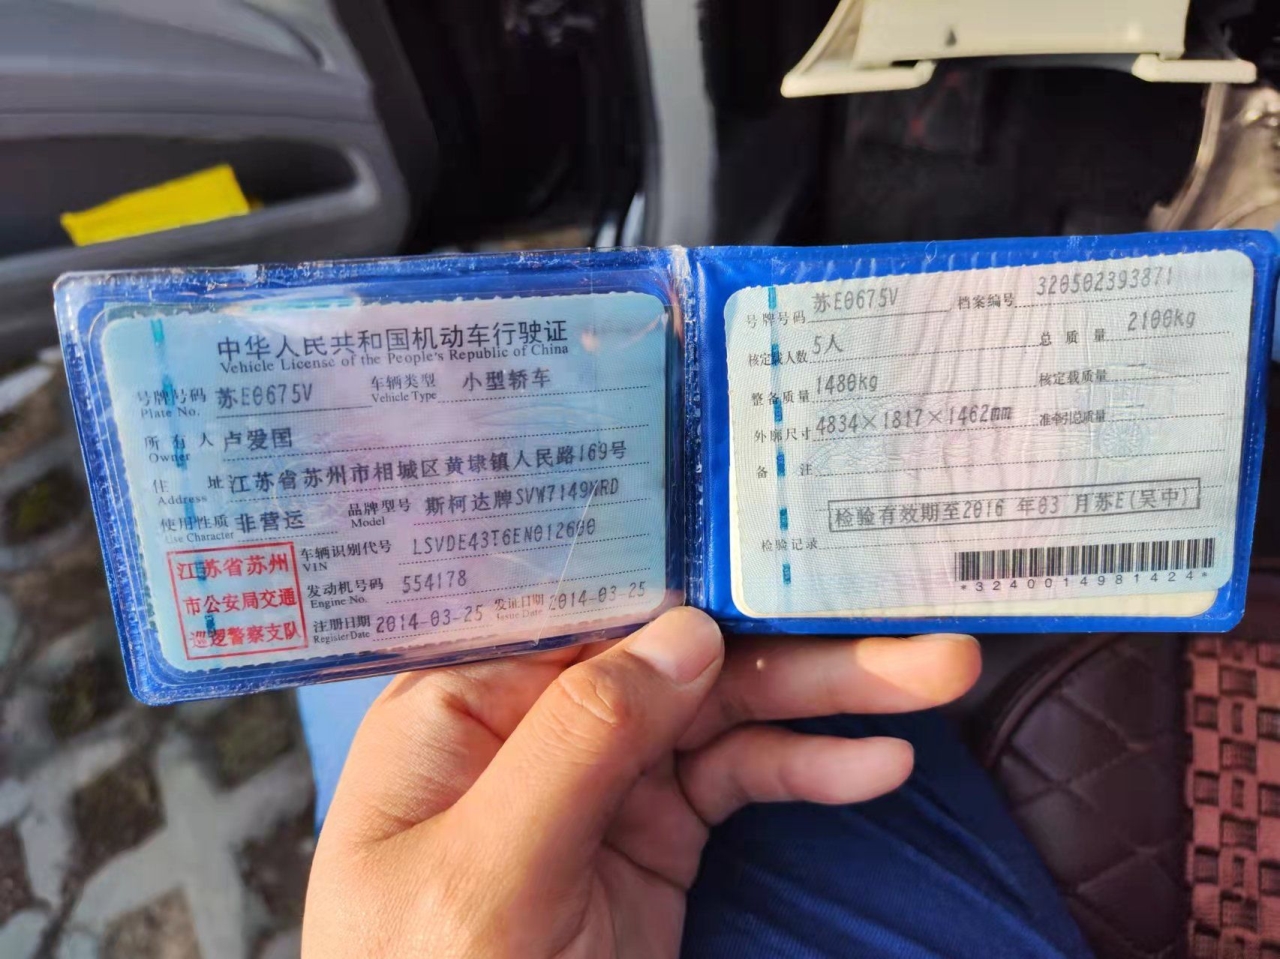 中华人民共和国机动车行驶证
Vehicle License of the People's Republic of China
号牌号码 苏E0675V 车辆类型 小型轿车
Plate No. Vehicle Type
所有人 卢爱国
Owner
住址 江苏省苏州市相城区黄埭镇人民路169号
Address
使用性质 非营运 品牌型号 斯柯达牌SVW7149MRD
Use Character Model
江苏省苏州
市公安局交通
巡逻警察支队
车辆识别代号 LSVDE43T6EN012600
VIN
发动机号码 554178
Engine No.
注册日期 2014-03-25 发证日期 2014-03-25
Register Date Issue Date
号牌号码 苏E0675V 档案编号 320502393871
核定载人数 5人 总质量 2100kg
整备质量 1480kg 核定载质量 --
外廓尺寸 4834×1817×1462mm 准牵引总质量 --
备注
检验有效期至2016 年03 月苏E(吴中)
检验记录
*3240014981424*